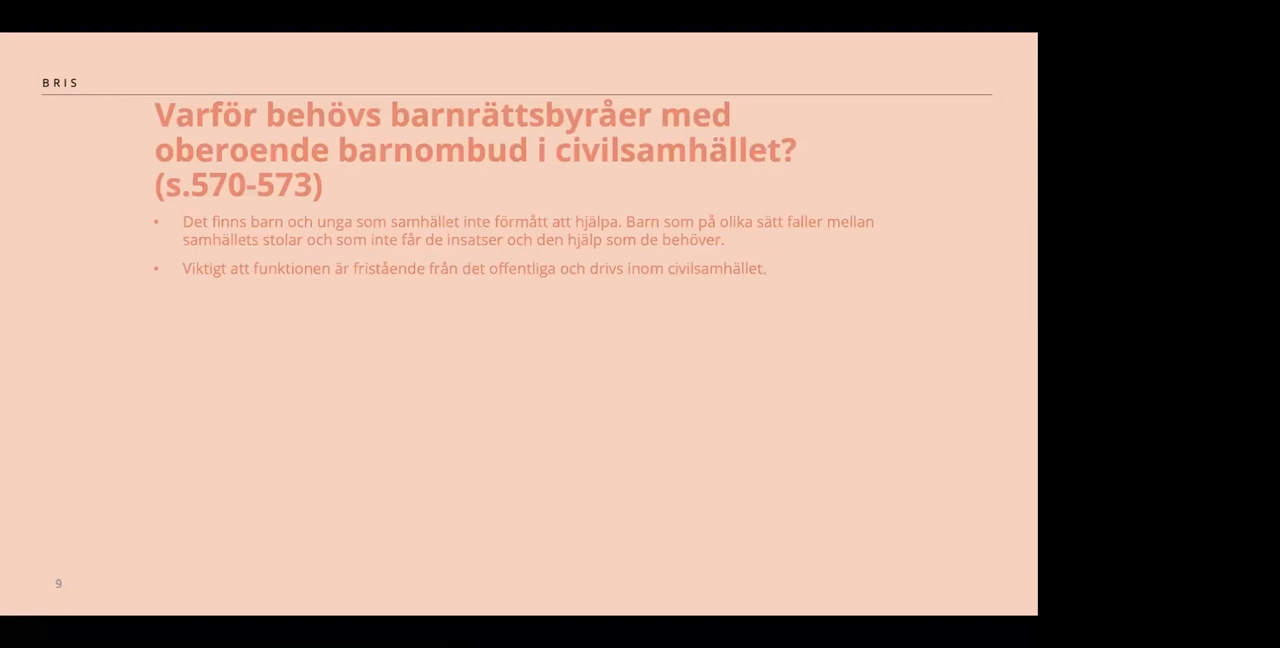 BRIS
Varför behövs barnrättsbyråer med
oberoende barnombud i civilsamhället?
(s.570-573)
• Det finns barn och unga som samhället inte förmått att hjälpa. Barn som på olika sätt faller mellan
samhällets stolar och som inte får de insatser och den hjälp som de behöver.
• Viktigt att funktionen är fristående från det offentliga och drivs inom civilsamhället.
9